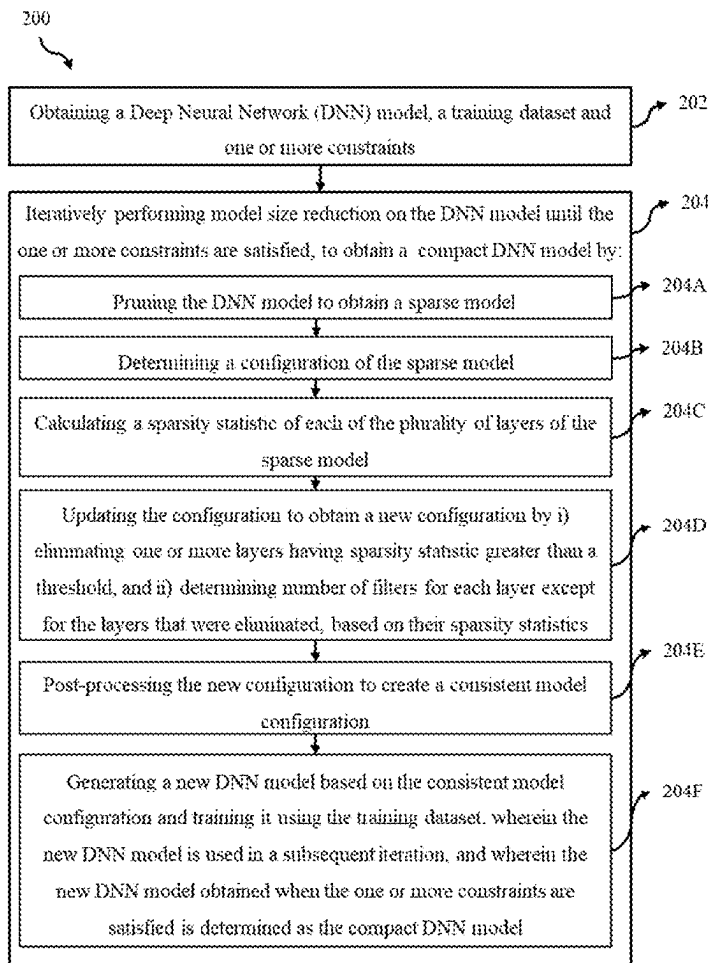 200
Obtaining a Deep Neural Network (DNN) model, a training dataset and
one or more constraints
202
Iteratively performing model size reduction on the DNN model until the
one or more constraints are satisfied, to obtain a compact DNN model by:
204
Pruning the DNN model to obtain a sparse model
204A
Determining a configuration of the sparse model
204B
Calculating a sparsity statistic of each of the plurality of layers of the
sparse model
204C
Updating the configuration to obtain a new configuration by i)
eliminating one or more layers having sparsity statistic greater than a
threshold, and ii) determining number of filters for each layer except
for the layers that were eliminated, based on their sparsity statistics
204D
Post-processing the new configuration to create a consistent model
configuration
204E
Generating a new DNN model based on the consistent model
configuration and training it using the training dataset. wherein the
new DNN model is used in a subsequent iteration, and wherein the
new DNN model obtained when the one or more constraints are
satisfied is determined as the compact DNN model
204F